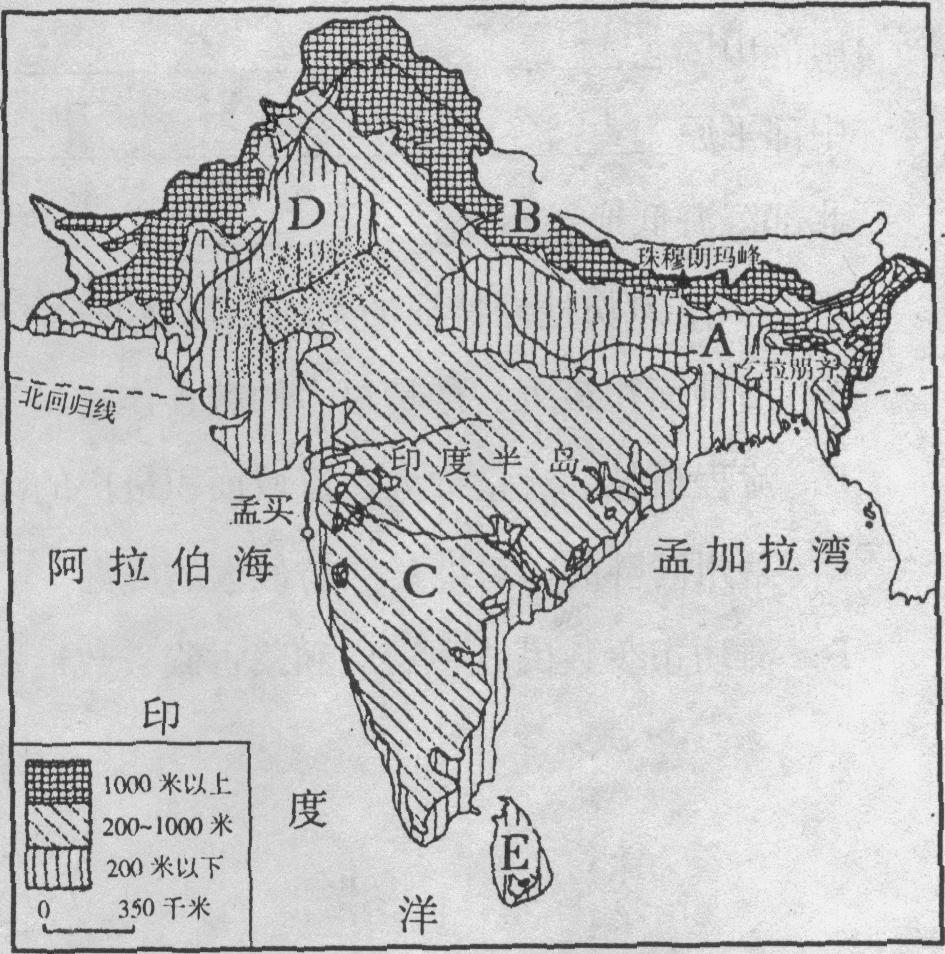 D
B
珠穆朗玛峰
A
乞拉朋齐
北回归线
印度半岛
孟买
阿拉伯海
C
孟加拉湾
印
度
洋
E
1000米以上
200~1000米
200米以下
0 350千米